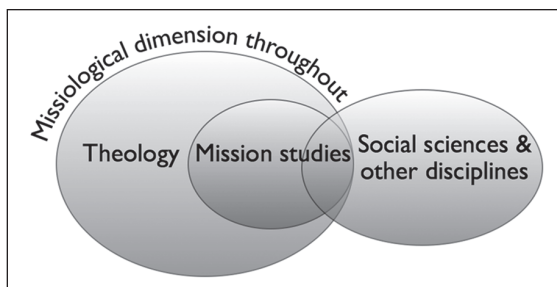 Missiological dimension throughout
Theology
Mission studies
Social sciences &
other disciplines